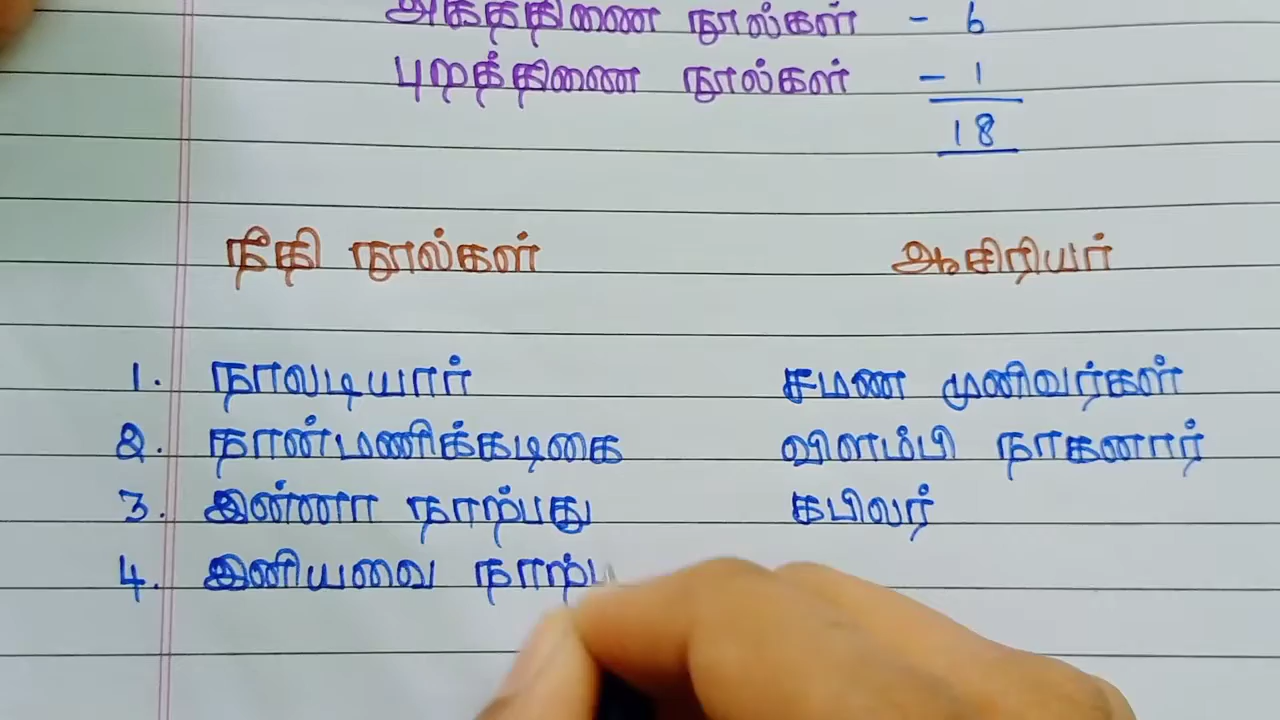 அகத்திணை நூல்கள் - 6
புறத்திணை நூல்கள் - 1
18
நீதி நூல்கள் ஆசிரியர்
1. நாலடியார் சமண முனிவர்கள்
2. நான்மணிக்கடிகை விளம்பி நாகனார்
3. இன்னா நாற்பது கபிலர்
4. இனியவை நாற்ப